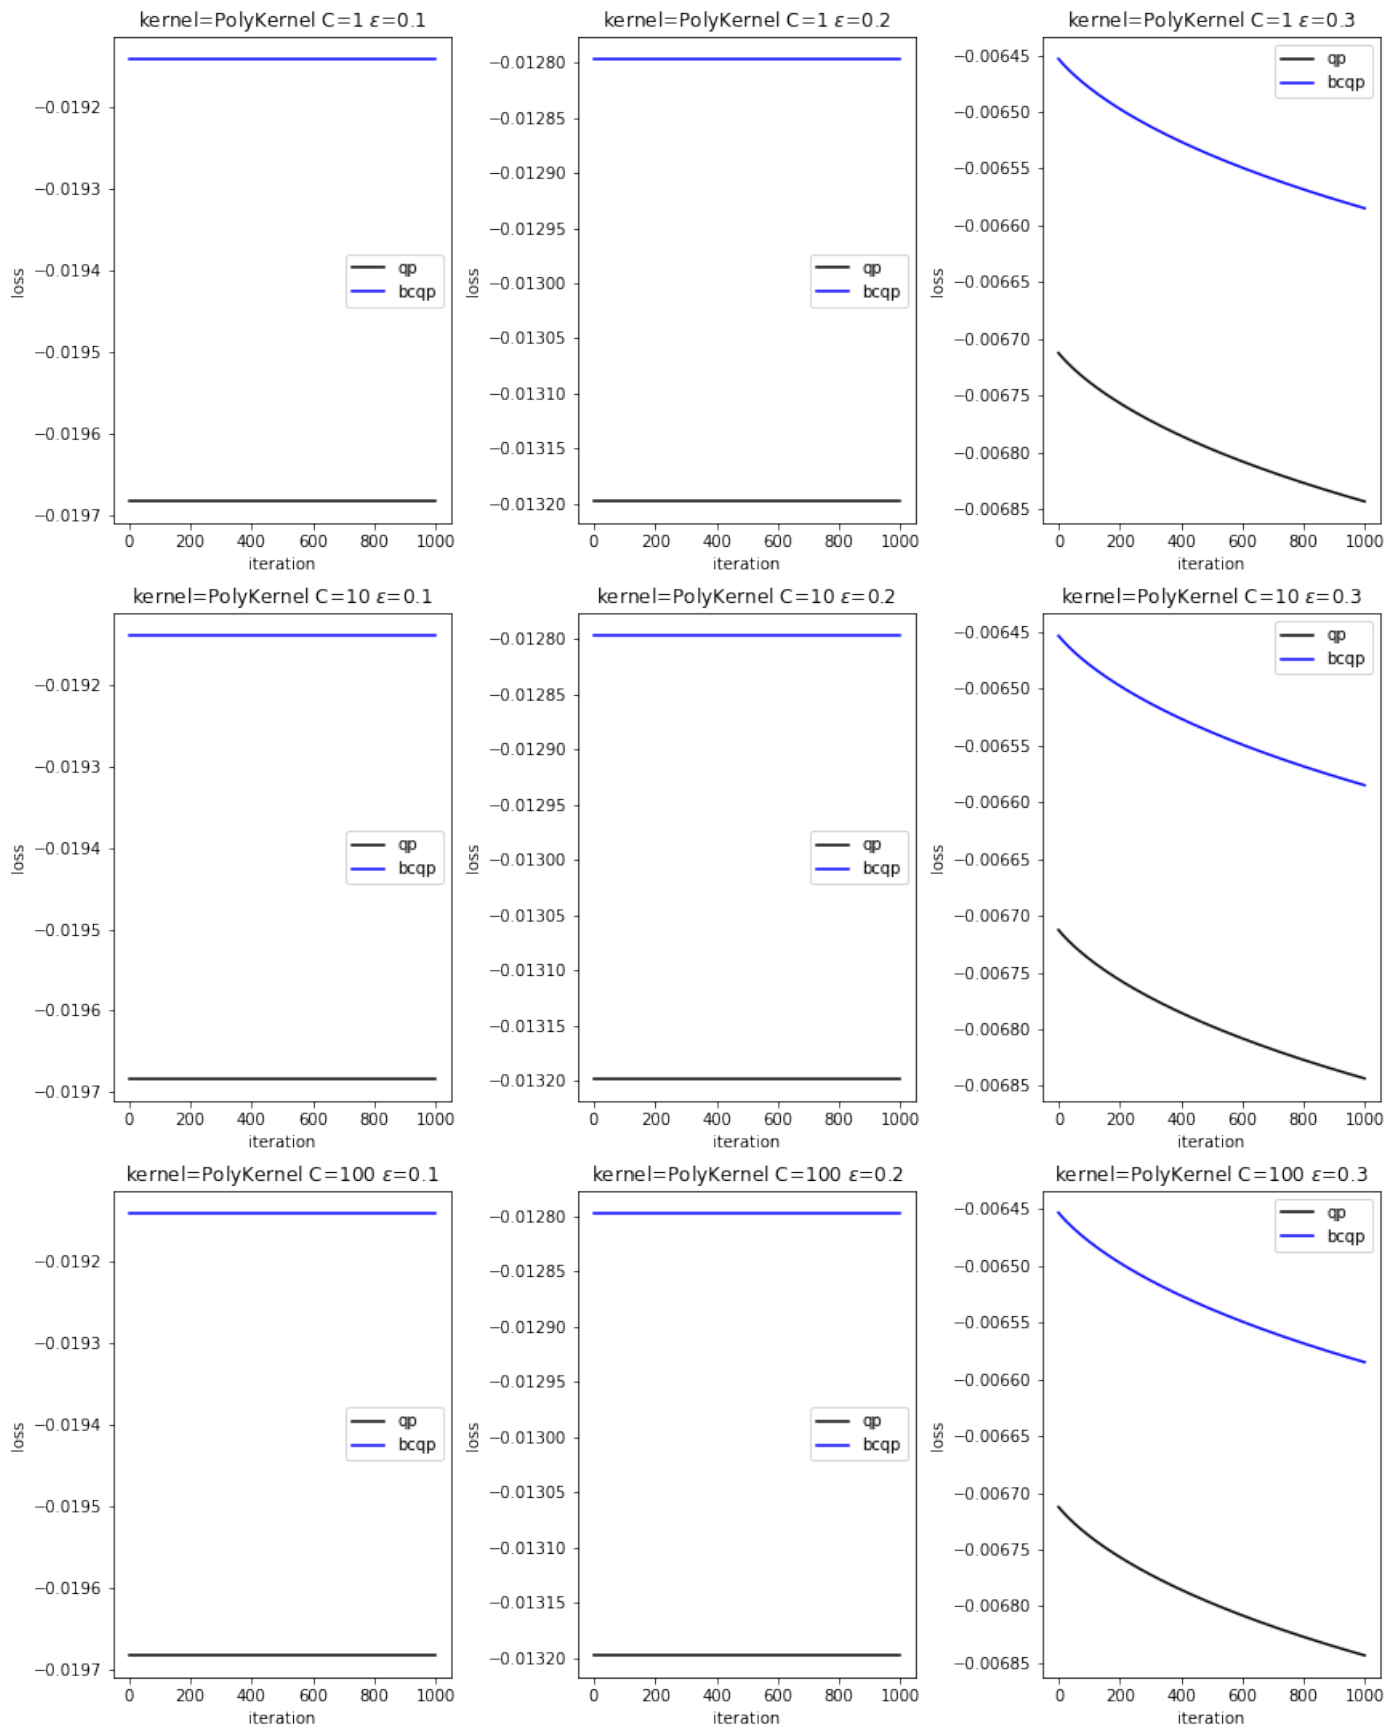 kernel=PolyKernel C=1 ε=0.1
−0.0192
−0.0193
−0.0194
−0.0195
−0.0196
−0.0197
loss
qp
bcqp
0 200 400 600 800 1000
iteration
kernel=PolyKernel C=1 ε=0.2
−0.01280
−0.01285
−0.01290
−0.01295
−0.01300
−0.01305
−0.01310
−0.01315
−0.01320
loss
qp
bcqp
0 200 400 600 800 1000
iteration
kernel=PolyKernel C=1 ε=0.3
−0.00645
−0.00650
−0.00655
−0.00660
−0.00665
−0.00670
−0.00675
−0.00680
−0.00685
loss
qp
bcqp
0 200 400 600 800 1000
iteration
kernel=PolyKernel C=10 ε=0.1
−0.0192
−0.0193
−0.0194
−0.0195
−0.0196
−0.0197
loss
qp
bcqp
0 200 400 600 800 1000
iteration
kernel=PolyKernel C=10 ε=0.2
−0.01280
−0.01285
−0.01290
−0.01295
−0.01300
−0.01305
−0.01310
−0.01315
−0.01320
loss
qp
bcqp
0 200 400 600 800 1000
iteration
kernel=PolyKernel C=10 ε=0.3
−0.00645
−0.00650
−0.00655
−0.00660
−0.00665
−0.00670
−0.00675
−0.00680
−0.00685
loss
qp
bcqp
0 200 400 600 800 1000
iteration
kernel=PolyKernel C=100 ε=0.1
−0.0192
−0.0193
−0.0194
−0.0195
−0.0196
−0.0197
loss
qp
bcqp
0 200 400 600 800 1000
iteration
kernel=PolyKernel C=100 ε=0.2
−0.01280
−0.01285
−0.01290
−0.01295
−0.01300
−0.01305
−0.01310
−0.01315
−0.01320
loss
qp
bcqp
0 200 400 600 800 1000
iteration
kernel=PolyKernel C=100 ε=0.3
−0.00645
−0.00650
−0.00655
−0.00660
−0.00665
−0.00670
−0.00675
−0.00680
−0.00685
loss
qp
bcqp
0 200 400 600 800 1000
iteration